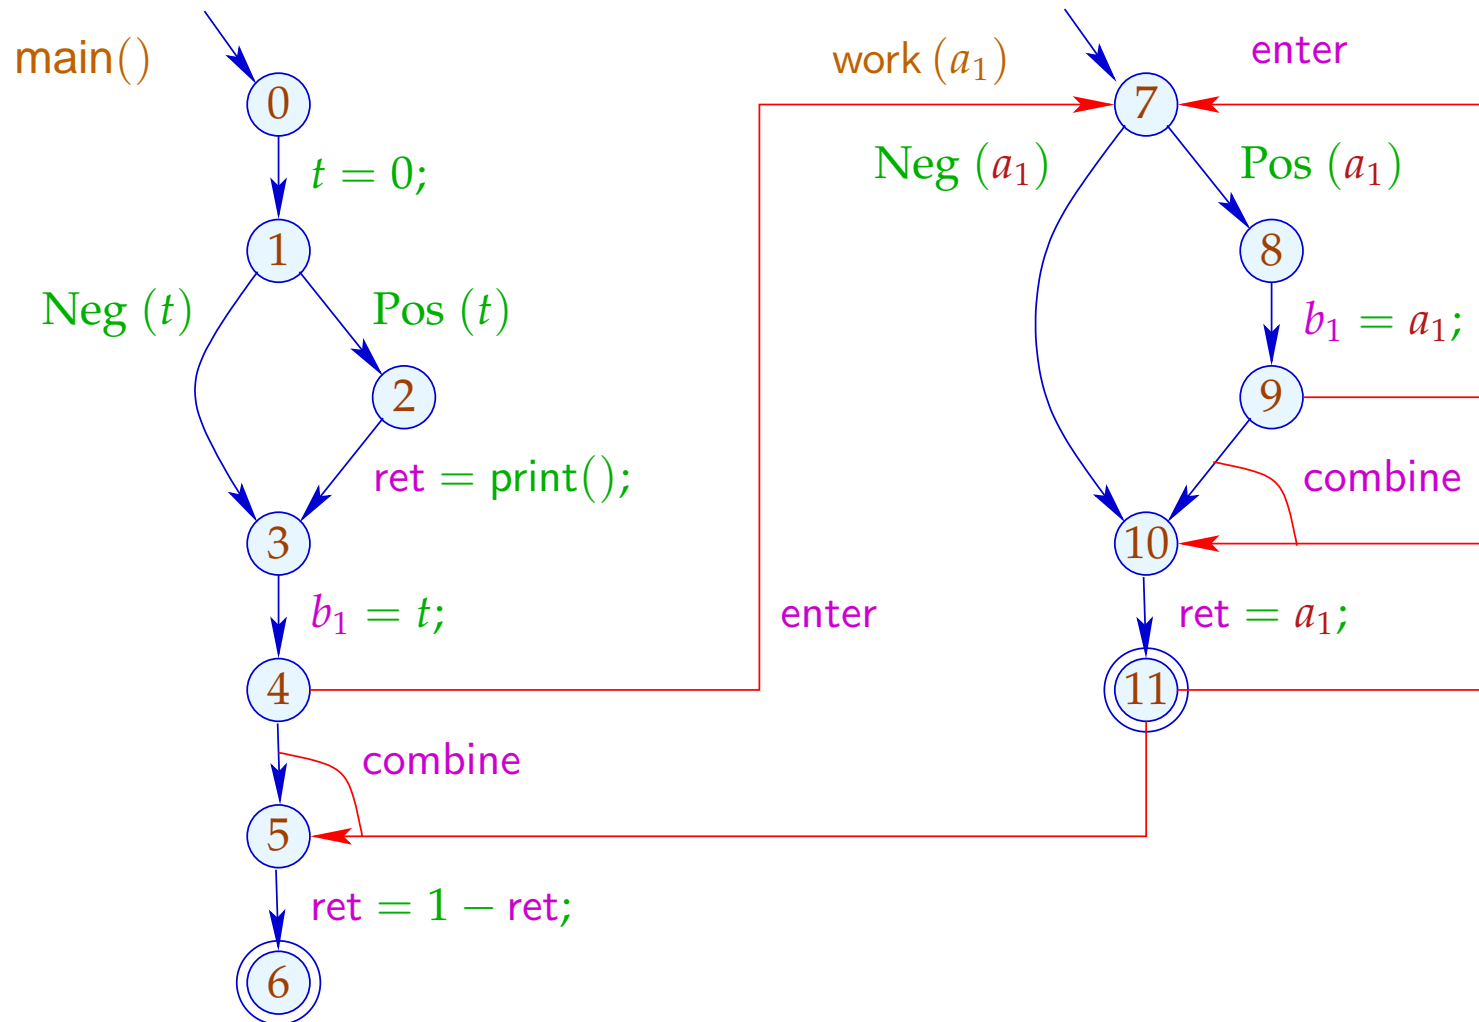 main()
0
t = 0;
1
Neg (t)
Pos (t)
2
ret = print();
3
b₁ = t;
4
enter
combine
5
ret = 1 − ret;
6
work (a₁)
7
enter
Neg (a₁)
Pos (a₁)
8
b₁ = a₁;
9
combine
10
ret = a₁;
11